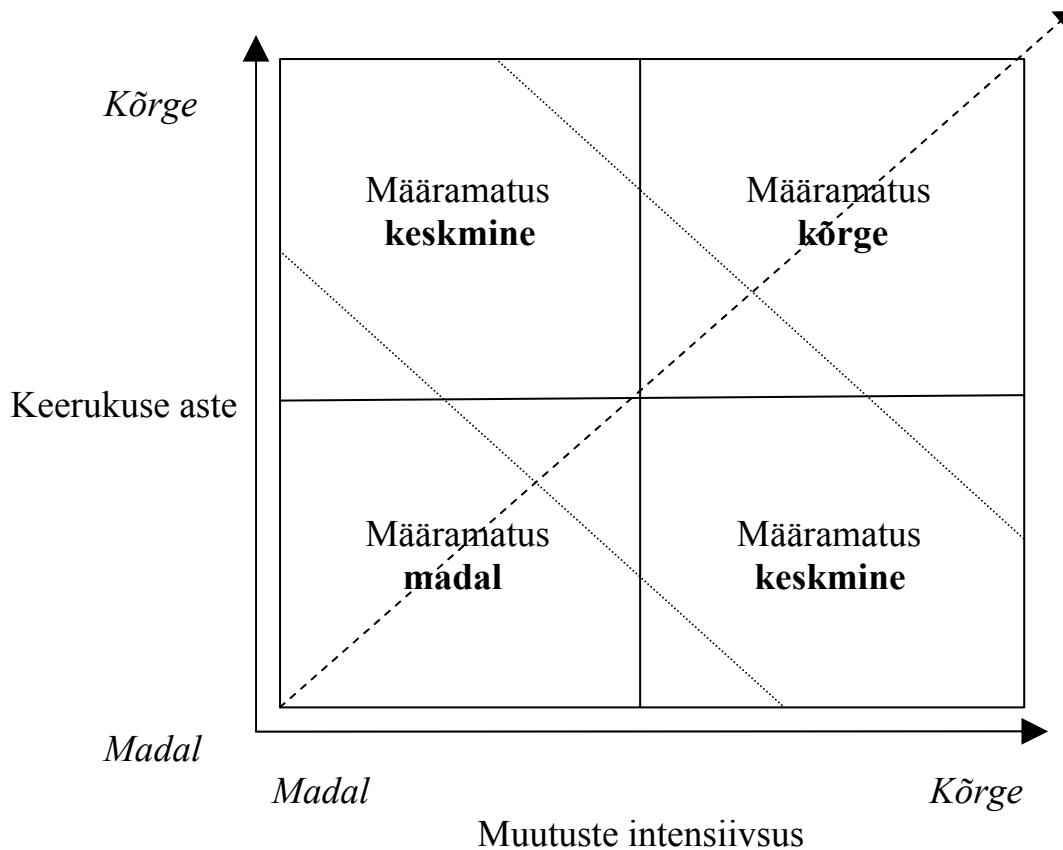 Kõrge
Määramatus
keskmine
Määramatus
kõrge
Keerukuse aste
Määramatus
madal
Määramatus
keskmine
Madal
Madal
Kõrge
Muutuste intensiivsus